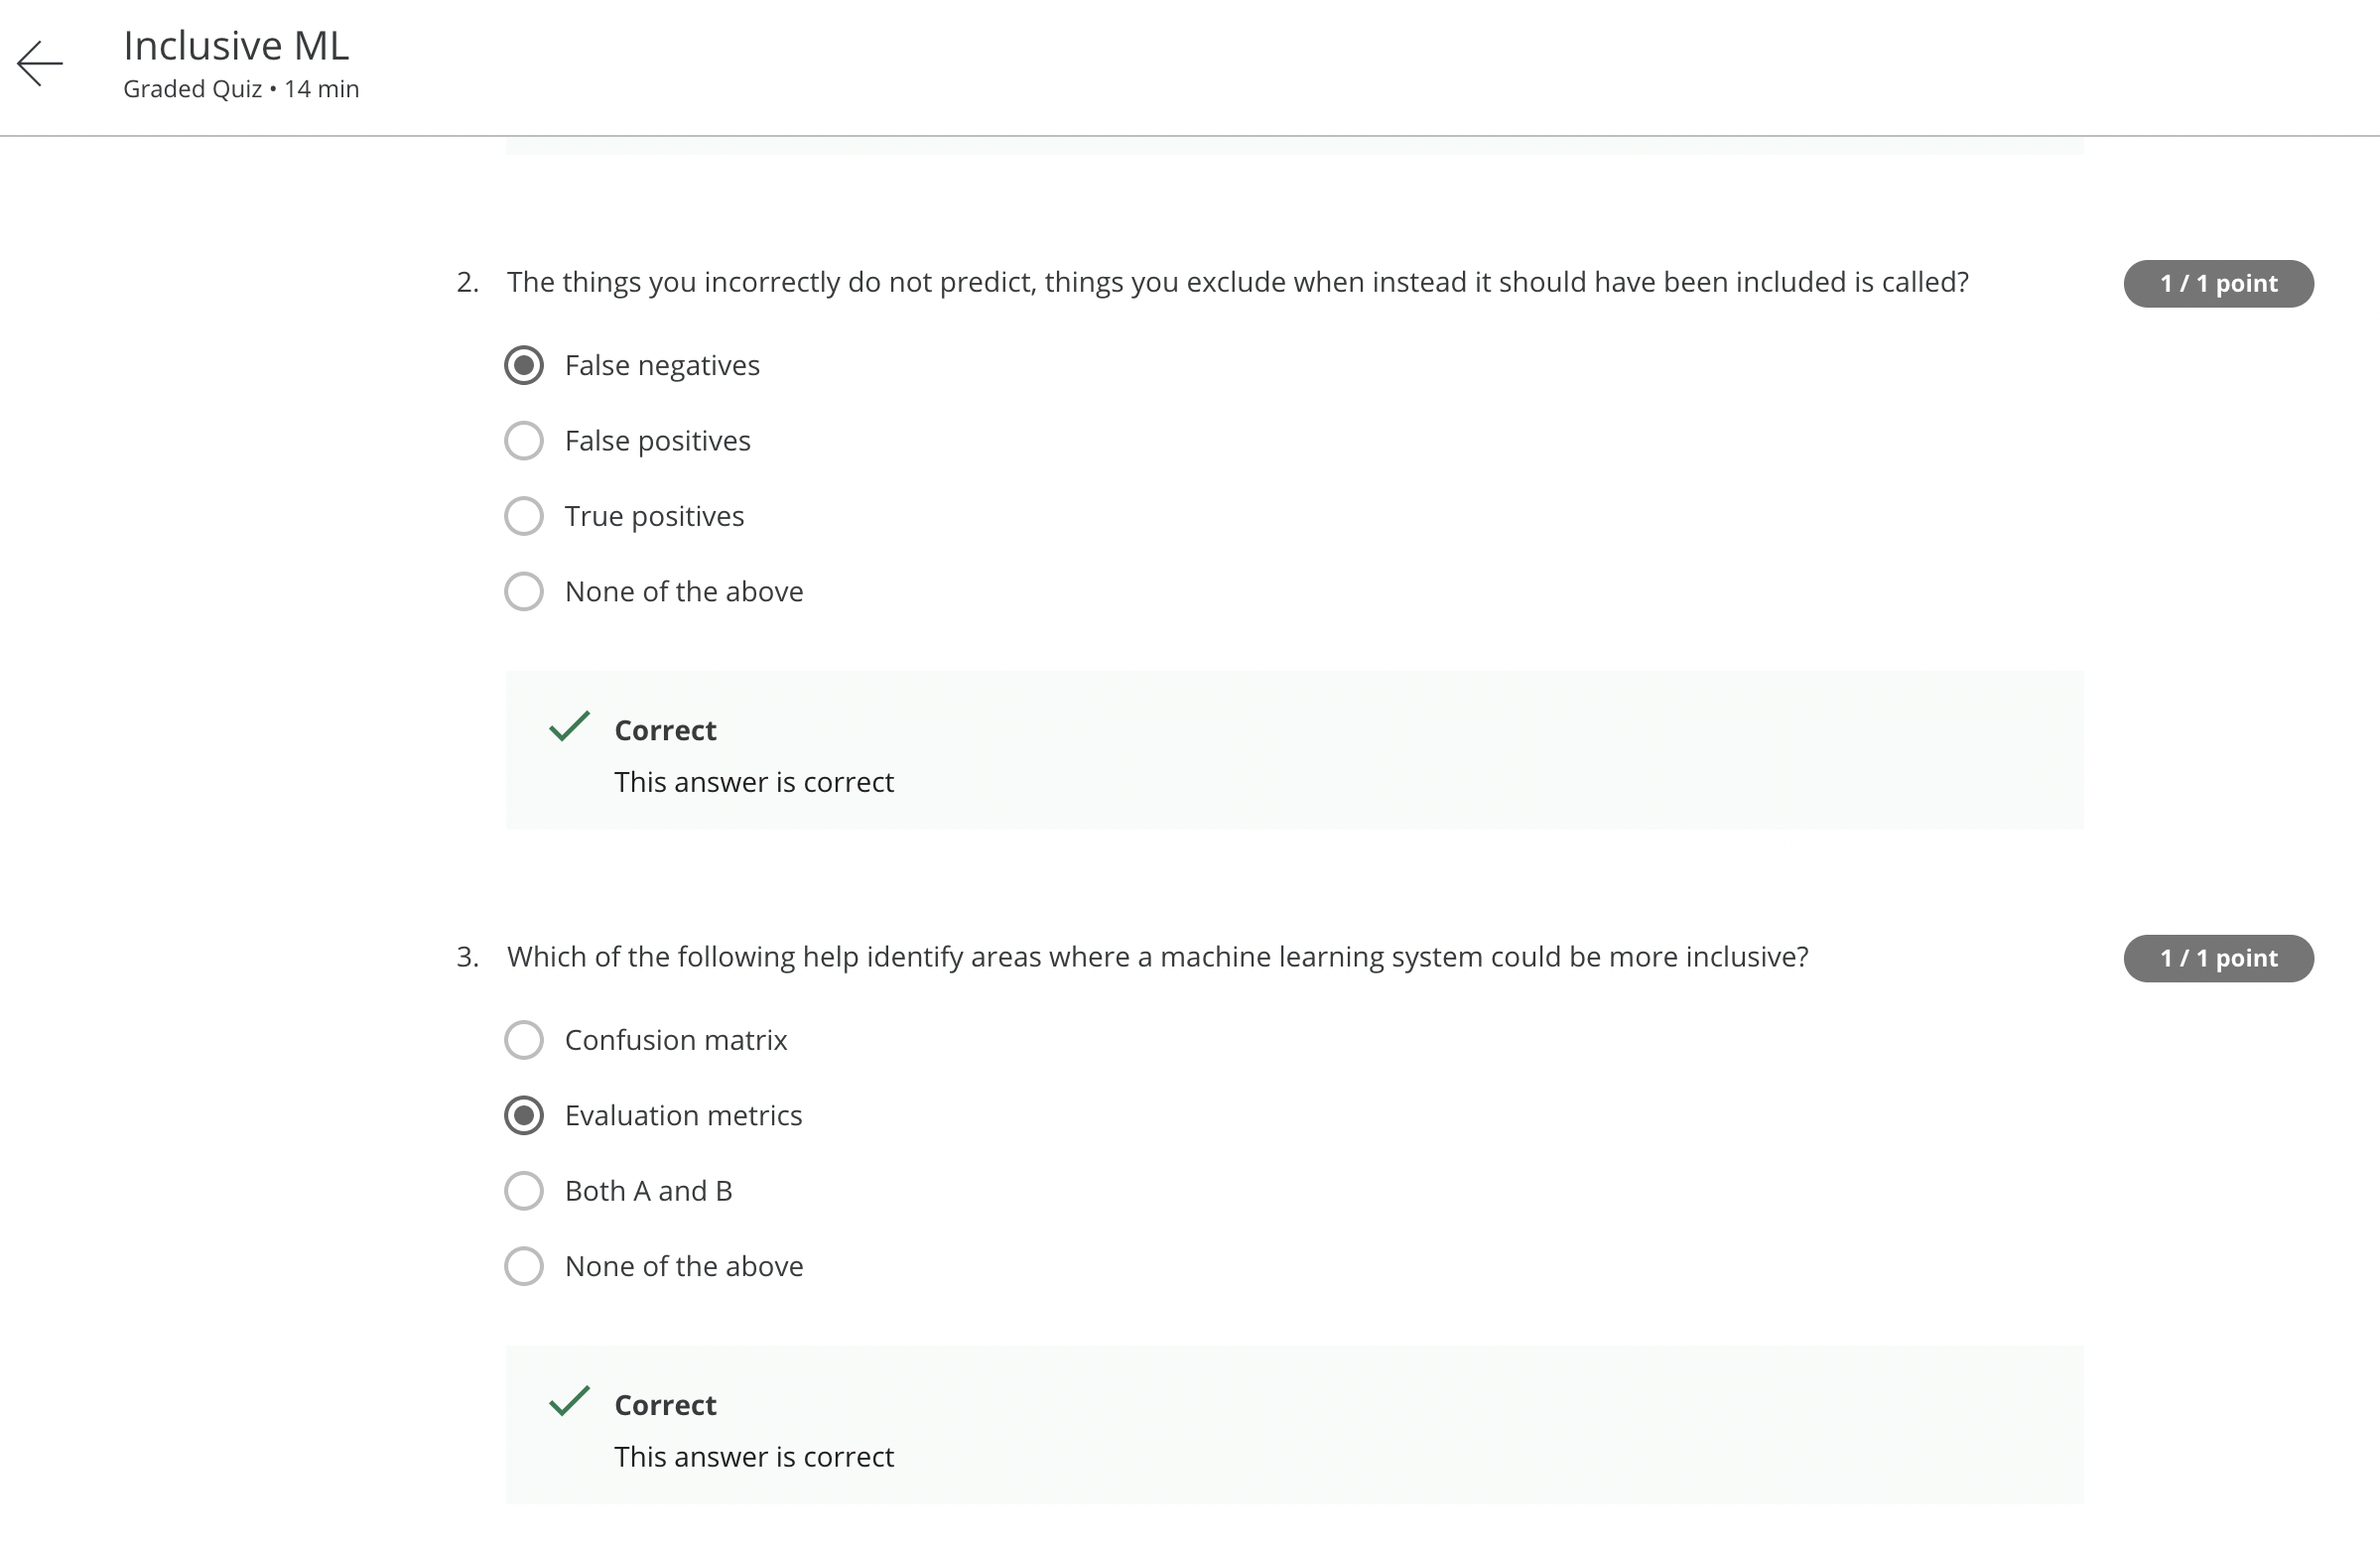 Inclusive ML
Graded Quiz • 14 min
2. The things you incorrectly do not predict, things you exclude when instead it should have been included is called?
1 / 1 point
False negatives
False positives
True positives
None of the above
Correct
This answer is correct
3. Which of the following help identify areas where a machine learning system could be more inclusive?
1 / 1 point
Confusion matrix
Evaluation metrics
Both A and B
None of the above
Correct
This answer is correct